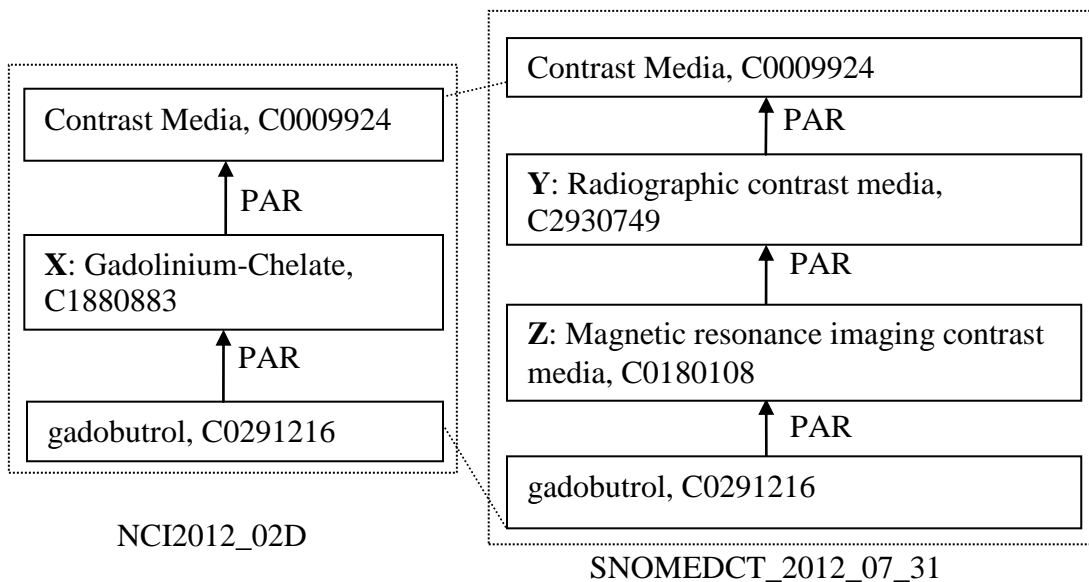 Contrast Media, C0009924
PAR
X: Gadolinium-Chelate,
C1880883
PAR
gadobutrol, C0291216
NCI2012_02D
Contrast Media, C0009924
PAR
Y: Radiographic contrast media,
C2930749
PAR
Z: Magnetic resonance imaging contrast
media, C0180108
PAR
gadobutrol, C0291216
SNOMEDCT_2012_07_31